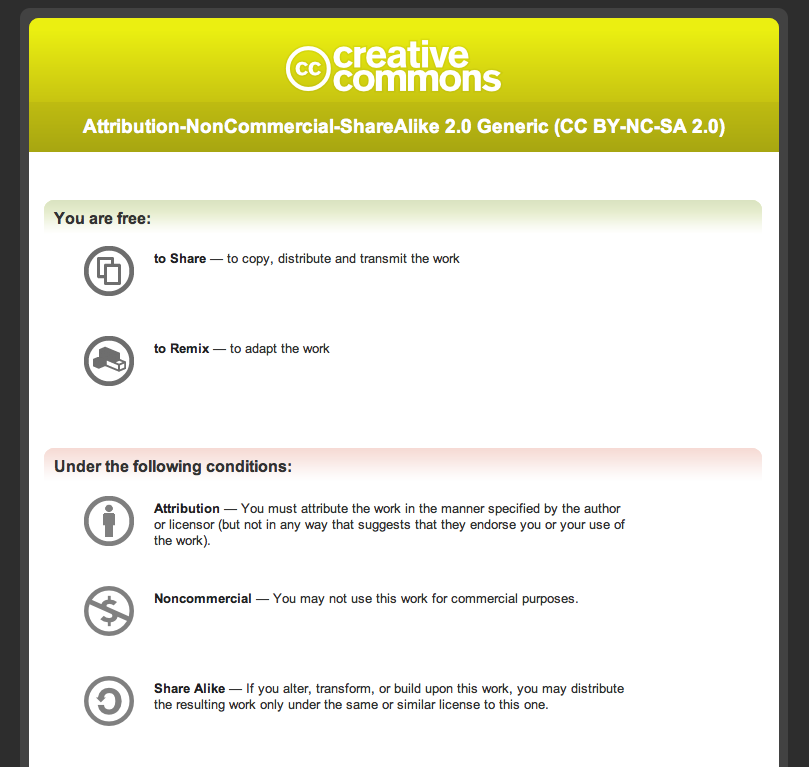 cc creative
commons
Attribution-NonCommercial-ShareAlike 2.0 Generic (CC BY-NC-SA 2.0)
You are free:
to Share — to copy, distribute and transmit the work
to Remix — to adapt the work
Under the following conditions:
Attribution — You must attribute the work in the manner specified by the author
or licensor (but not in any way that suggests that they endorse you or your use of
the work).
$
Noncommercial — You may not use this work for commercial purposes.
Share Alike — If you alter, transform, or build upon this work, you may distribute
the resulting work only under the same or similar license to this one.